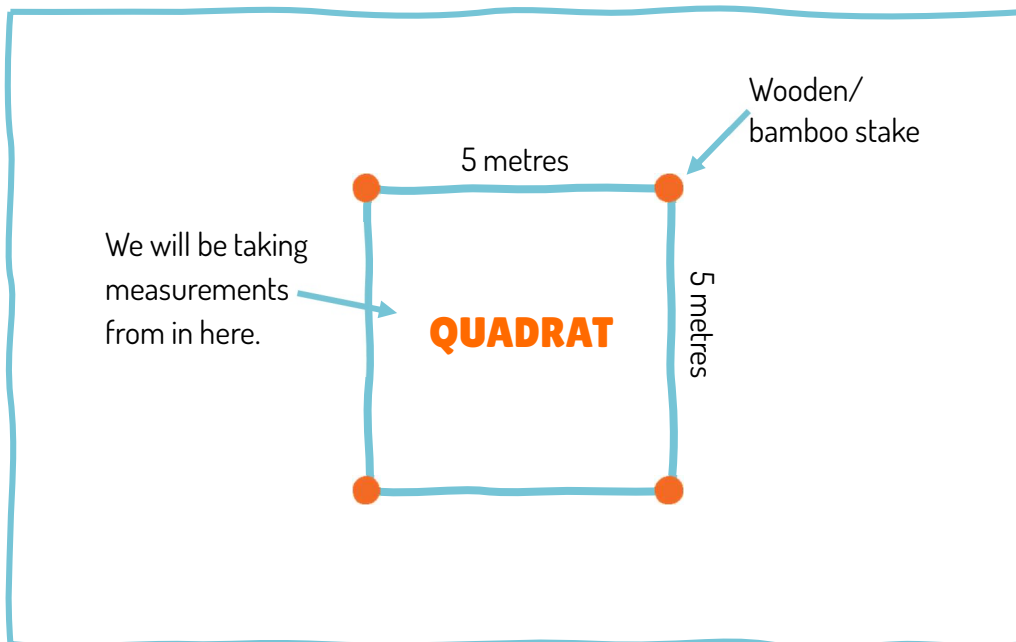 Wooden/
bamboo stake
5 metres
We will be taking
measurements
from in here.
QUADRAT
5 metres